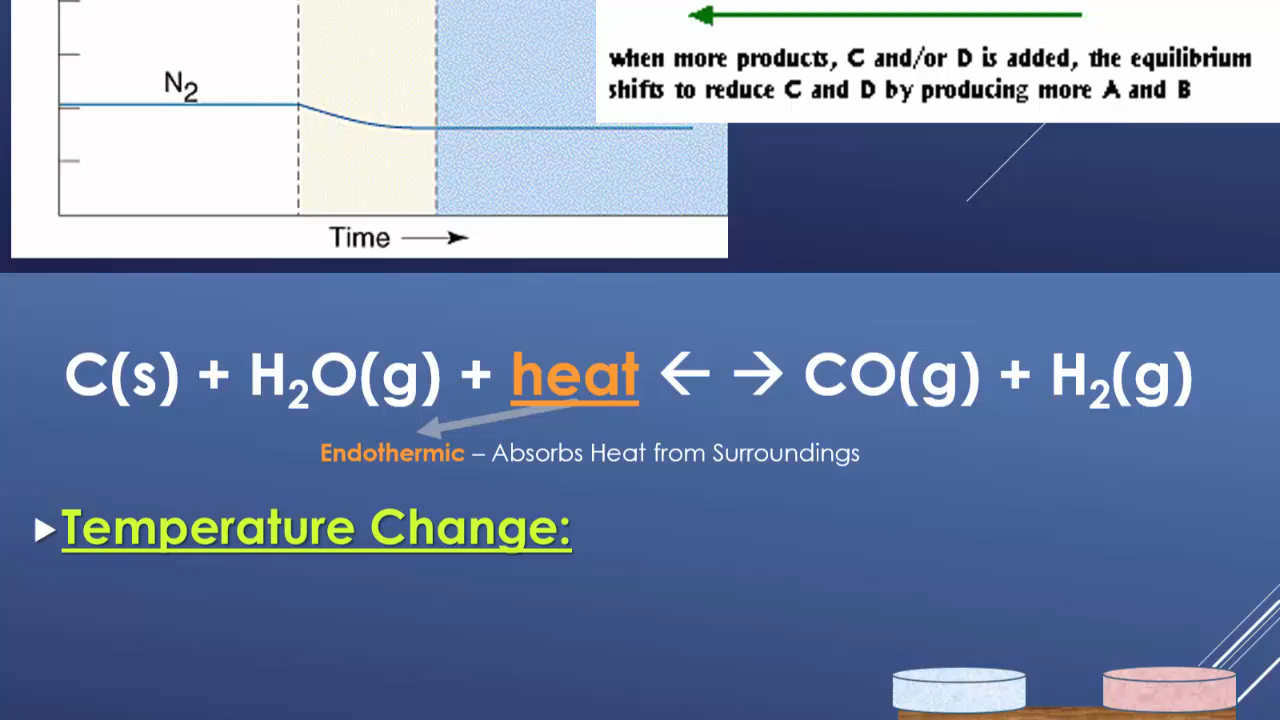 when more products, C and/or D is added, the equilibrium
shifts to reduce C and D by producing more A and B
N₂
Time
C(s) + H₂O(g) + heat ← → CO(g) + H₂(g)
Endothermic – Absorbs Heat from Surroundings
Temperature Change: